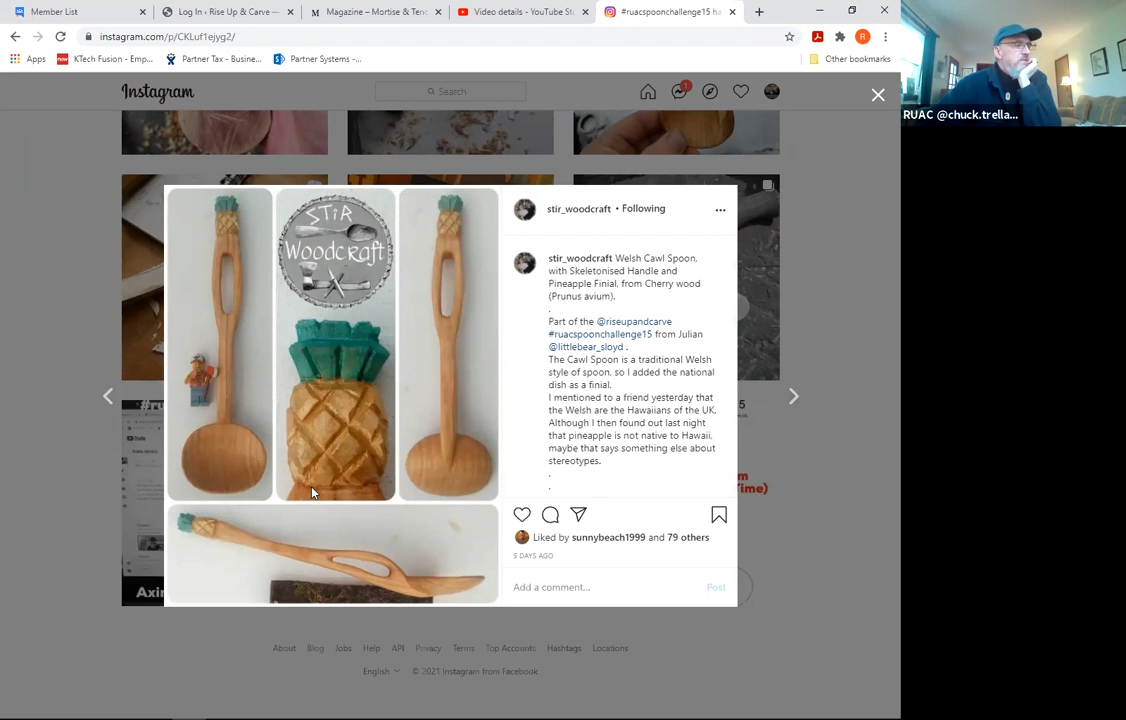 Member List
Log In ‹ Rise Up & Carve –
Magazine – Mortise & Ten
Video details - YouTube St
#ruacspoonchallenge15 ha
instagram.com/p/CKLuf1ejyg2/
Apps
KTech Fusion - Emp...
Partner Tax - Busine...
Partner Systems -...
Other bookmarks
RUAC @chuck.trella...
Instagram
Search
1
STiR
Woodcraft
stir_woodcraft • Following
stir_woodcraft Welsh Cawl Spoon,
with Skeletonised Handle and
Pineapple Finial, from Cherry wood
(Prunus avium).
.
Part of the @riseupandcarve
#ruacspoonchallenge15 from Julian
@littlebear_sloyd .
The Cawl Spoon is a traditional Welsh
style of spoon, so I added the national
dish as a finial.
I mentioned to a friend yesterday that
the Welsh are the Hawaiians of the UK.
Although I then found out last night
that pineapple is not native to Hawaii,
maybe that says something else about
stereotypes.
.
.
Liked by sunnybeach1999 and 79 others
5 DAYS AGO
Add a comment...
Post
#ru
5
m
Time)
Axin
About
Blog
Jobs
Help
API
Privacy
Terms
Top Accounts
Hashtags
Locations
English
© 2021 Instagram from Facebook